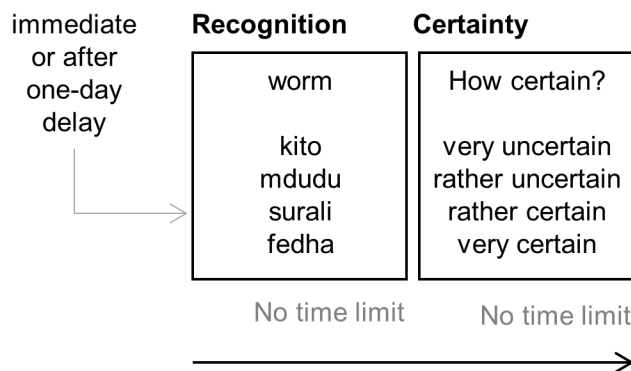 immediate
or after
one-day
delay
Recognition
worm
kito
mdudu
surali
fedha
No time limit
Certainty
How certain?
very uncertain
rather uncertain
rather certain
very certain
No time limit